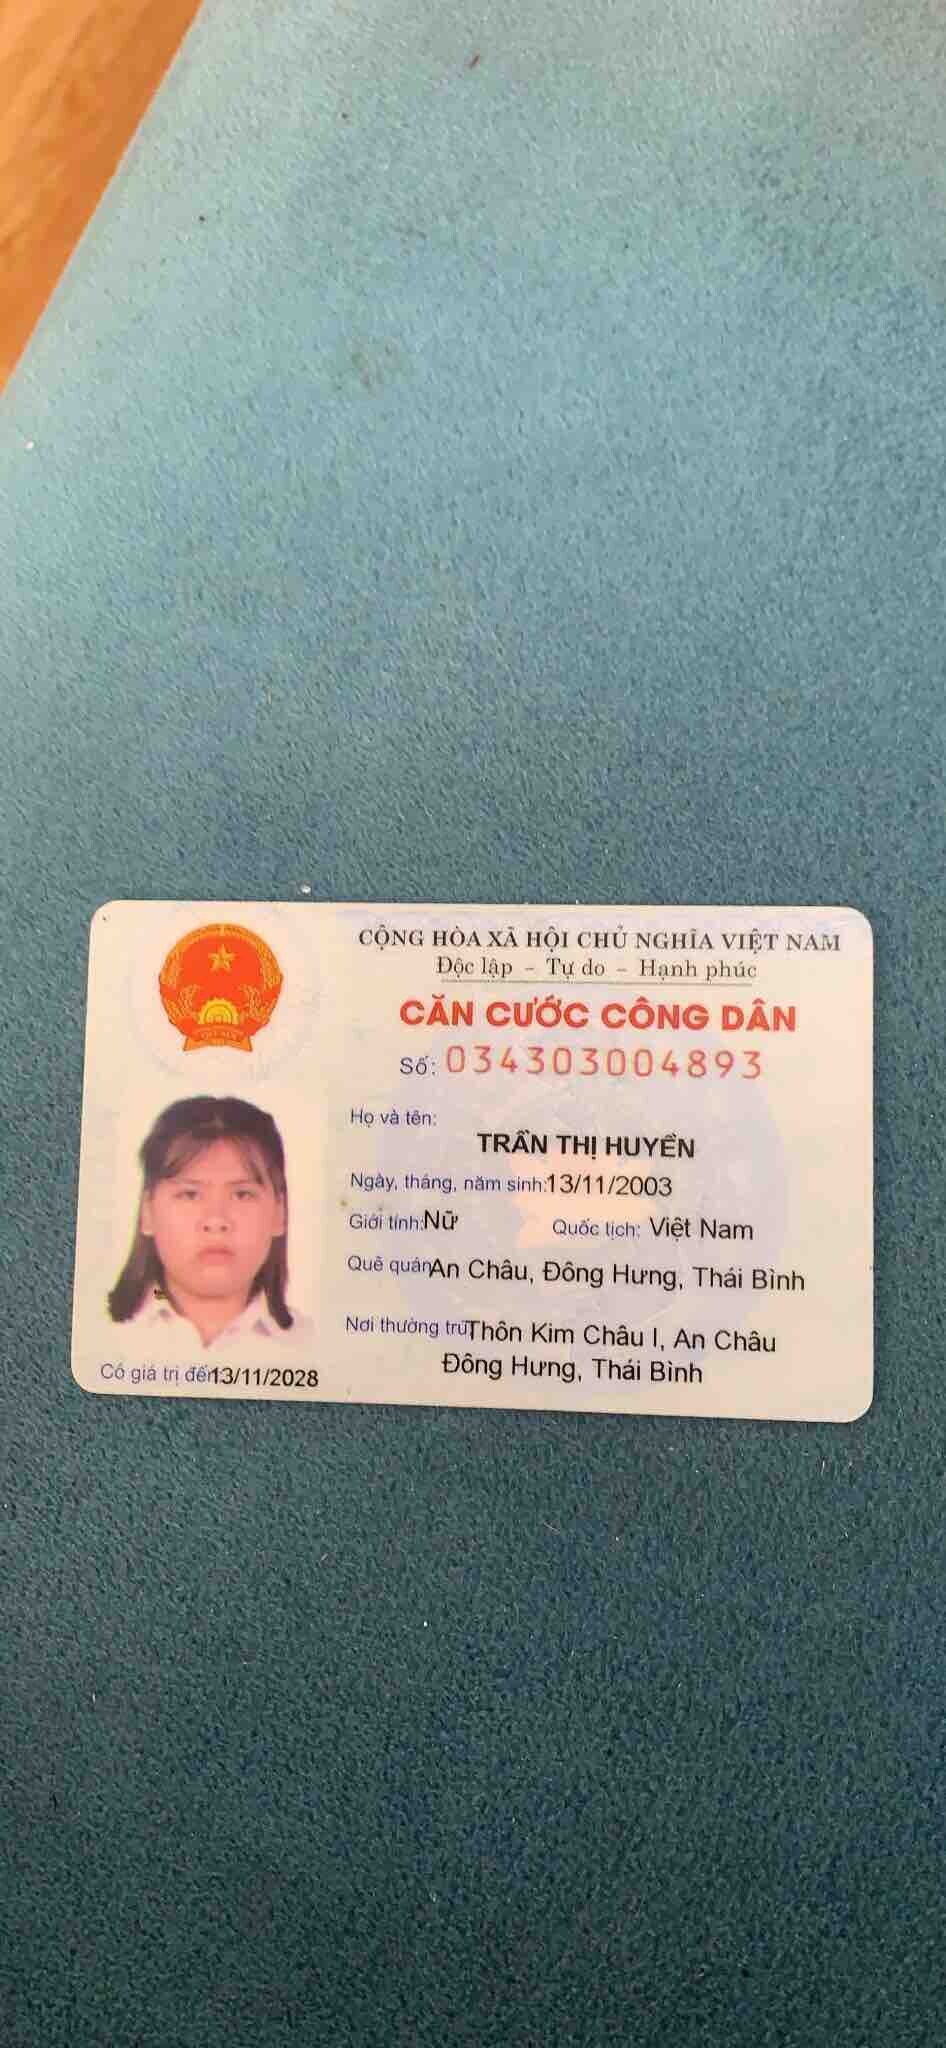 CỘNG HÒA XÃ HỘI CHỦ NGHĨA VIỆT NAM
Độc lập - Tự do - Hạnh phúc
CĂN CƯỚC CÔNG DÂN
Số: 034303004893
Họ và tên:
TRẦN THỊ HUYỀN
Ngày, tháng, năm sinh:13/11/2003
Giới tính:Nữ Quốc tịch: Việt Nam
Quê quánAn Châu, Đông Hưng, Thái Bình
Nơi thường trúThôn Kim Châu I, An Châu
Đông Hưng, Thái Bình
Có giá trị đến13/11/2028